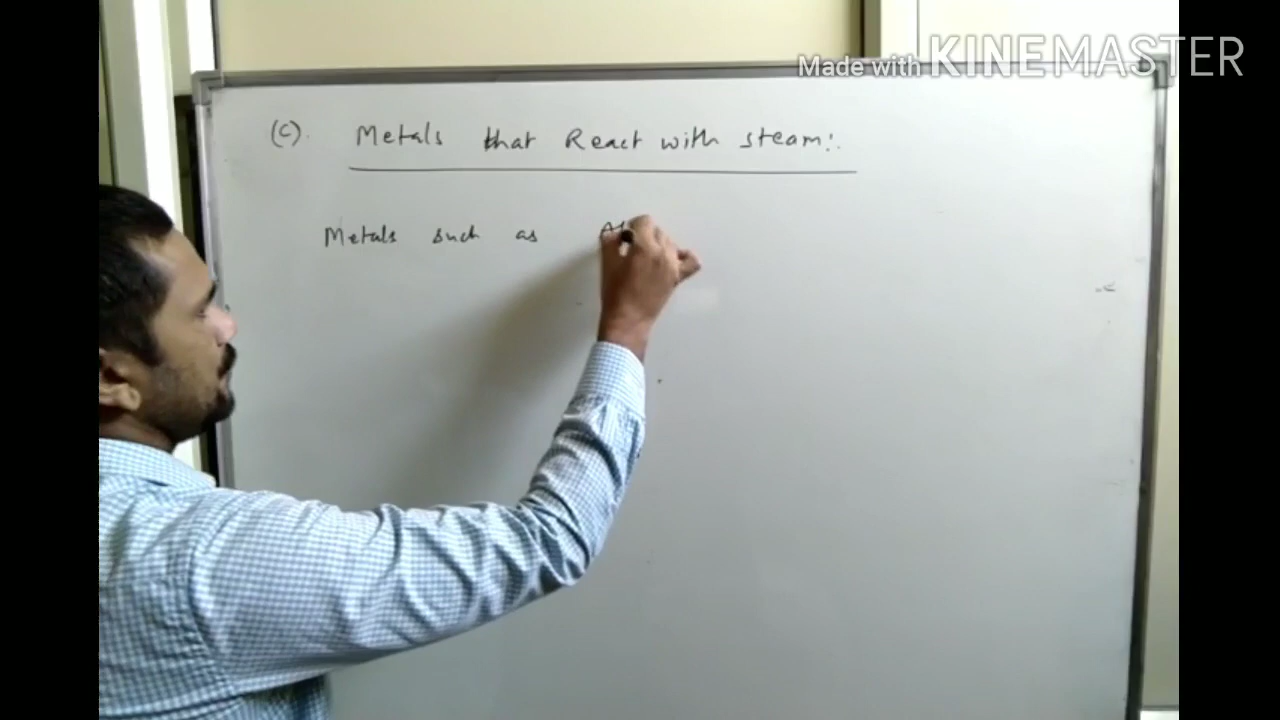 Made with KINEMASTER
(C). Metals that React with steam:.
Metals such as